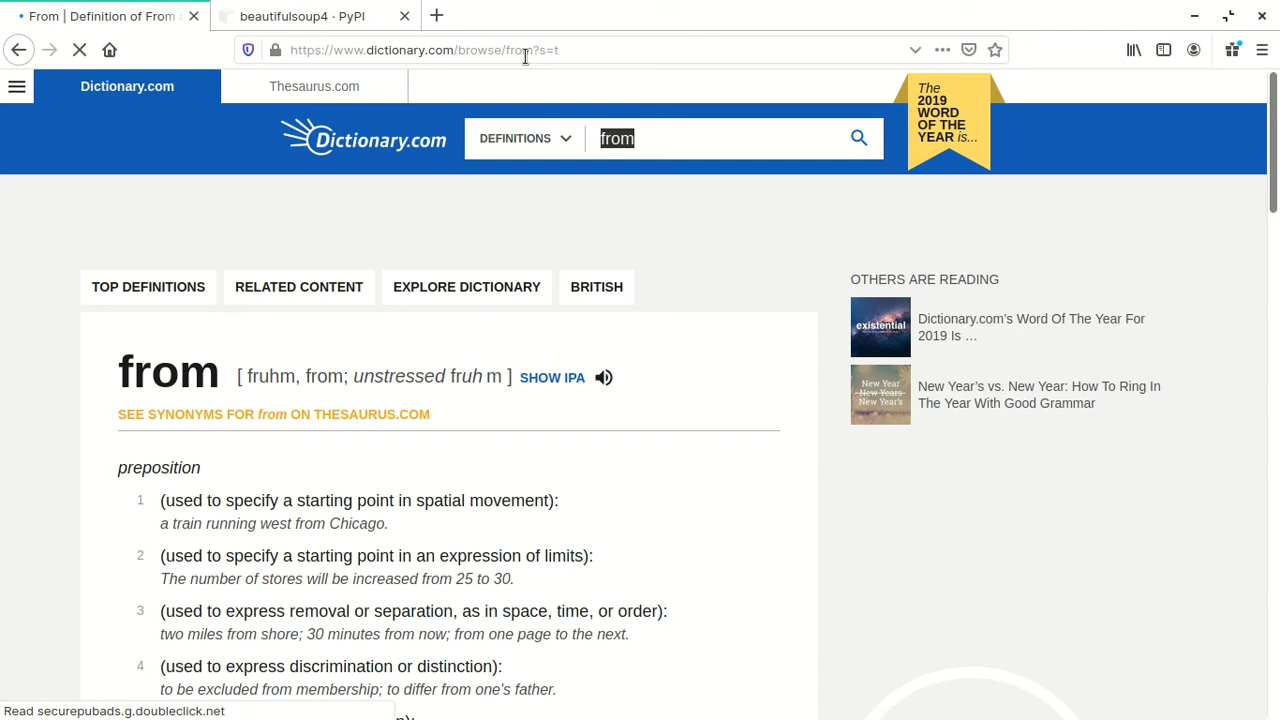 From | Definition of From
beautifulsoup4 · PyPI
https://www.dictionary.com/browse/from?s=t
Dictionary.com
Thesaurus.com
Dictionary.com
DEFINITIONS
from
The
2019
WORD
OF THE
YEAR is...
TOP DEFINITIONS
RELATED CONTENT
EXPLORE DICTIONARY
BRITISH
OTHERS ARE READING
existential
Dictionary.com’s Word Of The Year For
2019 Is …
New Year
New Years
New Year's
New Year’s vs. New Year: How To Ring In
The Year With Good Grammar
from [ fruhm, from; unstressed fruh m ] SHOW IPA
SEE SYNONYMS FOR from ON THESAURUS.COM
preposition
1 (used to specify a starting point in spatial movement):
a train running west from Chicago.
2 (used to specify a starting point in an expression of limits):
The number of stores will be increased from 25 to 30.
3 (used to express removal or separation, as in space, time, or order):
two miles from shore; 30 minutes from now; from one page to the next.
4 (used to express discrimination or distinction):
to be excluded from membership; to differ from one’s father.
Read securepubads.g.doubleclick.net